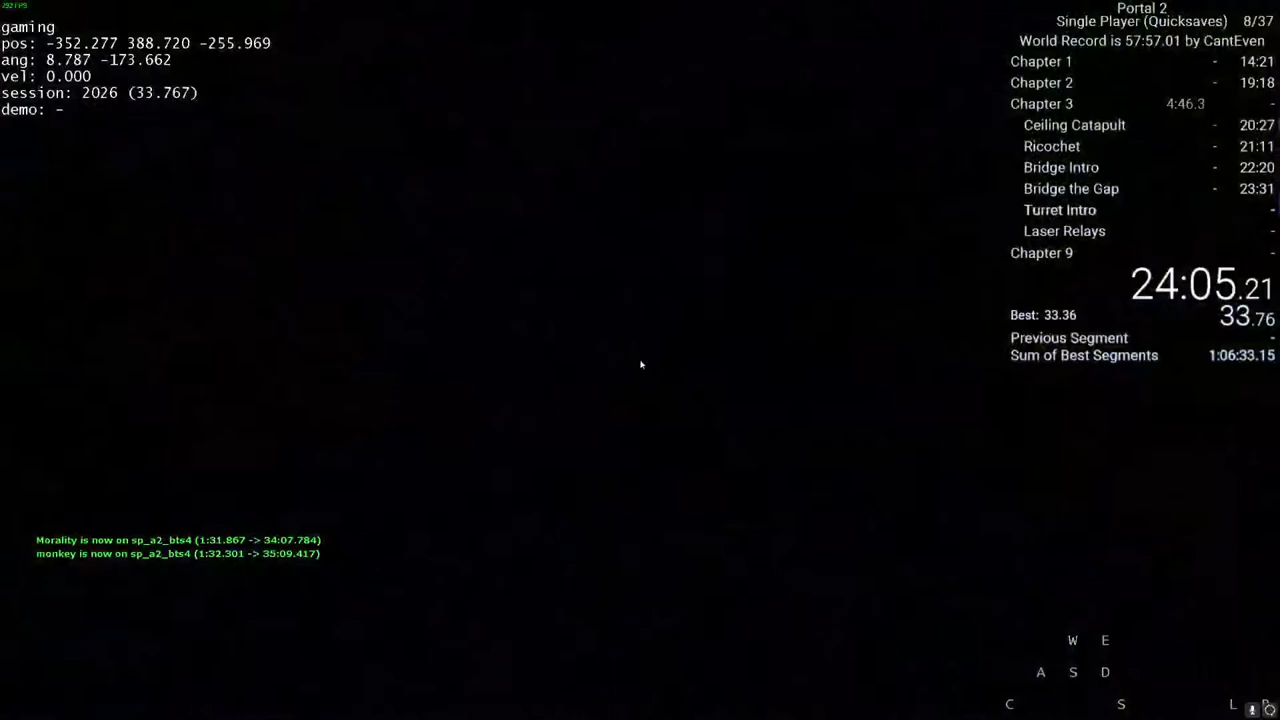 292 FPS
gaming
pos: -352.277 388.720 -255.969
ang: 8.787 -173.662
vel: 0.000
session: 2026 (33.767)
demo: -
Portal 2
Single Player (Quicksaves) 8/37
World Record is 57:57.01 by CantEven
Chapter 1 - 14:21
Chapter 2 - 19:18
Chapter 3 4:46.3 -
Ceiling Catapult - 20:27
Ricochet - 21:11
Bridge Intro - 22:20
Bridge the Gap - 23:31
Turret Intro -
Laser Relays -
Chapter 9 -
24:05.21
Best: 33.36 33.76
Previous Segment -
Sum of Best Segments 1:06:33.15
Morality is now on sp_a2_bts4 (1:31.867 -> 34:07.784)
monkey is now on sp_a2_bts4 (1:32.301 -> 35:09.417)
W E
A S D
C S L